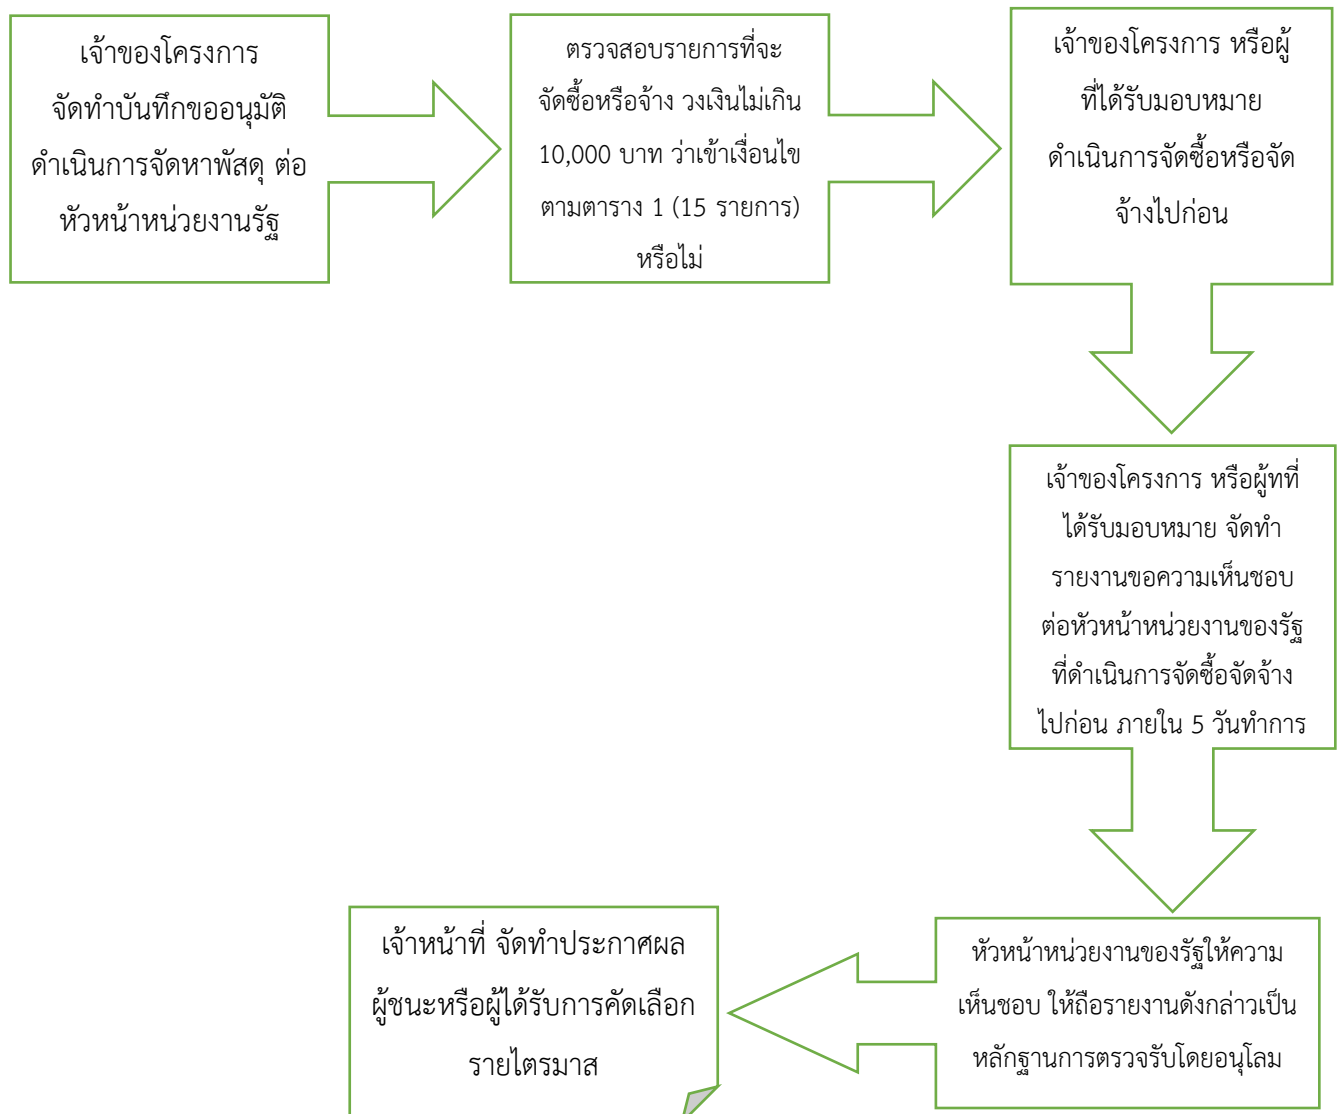 เจ้าของโครงการ
จัดทำบันทึกขออนุมัติ
ดำเนินการจัดหาพัสดุ ต่อ
หัวหน้าหน่วยงานรัฐ
ตรวจสอบรายการที่จะ
จัดซื้อหรือจ้าง วงเงินไม่เกิน
10,000 บาท ว่าเข้าเงื่อนไข
ตามตาราง 1 (15 รายการ)
หรือไม่
เจ้าของโครงการ หรือผู้
ที่ได้รับมอบหมาย
ดำเนินการจัดซื้อหรือจัด
จ้างไปก่อน
เจ้าของโครงการ หรือผู้ทที่
ได้รับมอบหมาย จัดทำ
รายงานขอความเห็นชอบ
ต่อหัวหน้าหน่วยงานของรัฐ
ที่ดำเนินการจัดซื้อจัดจ้าง
ไปก่อน ภายใน 5 วันทำการ
หัวหน้าหน่วยงานของรัฐให้ความ
เห็นชอบ ให้ถือรายงานดังกล่าวเป็น
หลักฐานการตรวจรับโดยอนุโลม
เจ้าหน้าที่ จัดทำประกาศผล
ผู้ชนะหรือผู้ได้รับการคัดเลือก
รายไตรมาส